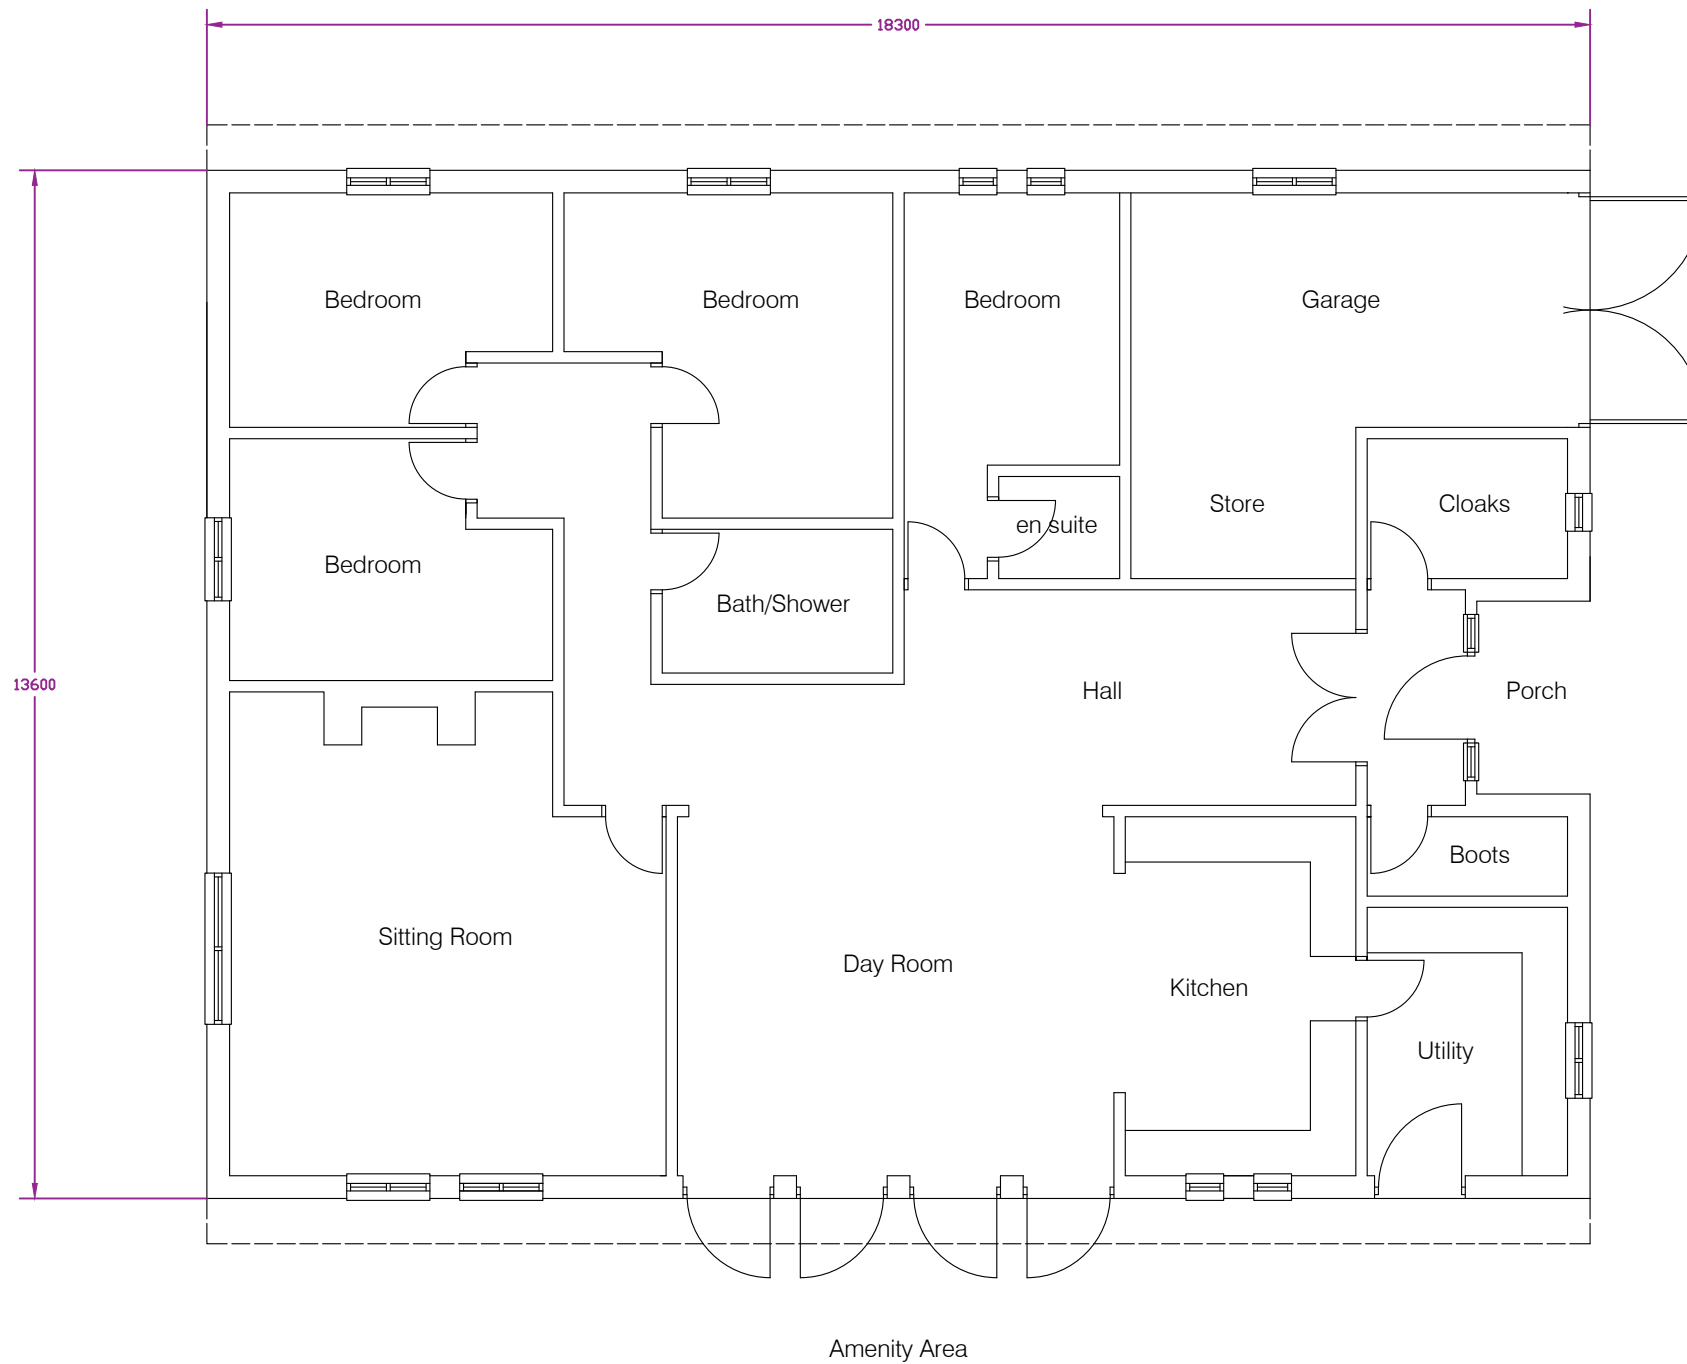 18300
Bedroom
Bedroom
Bedroom
Garage
Store
Cloaks
en suite
Bedroom
Bath/Shower
13600
Hall
Porch
Boots
Sitting Room
Day Room
Kitchen
Utility
Amenity Area